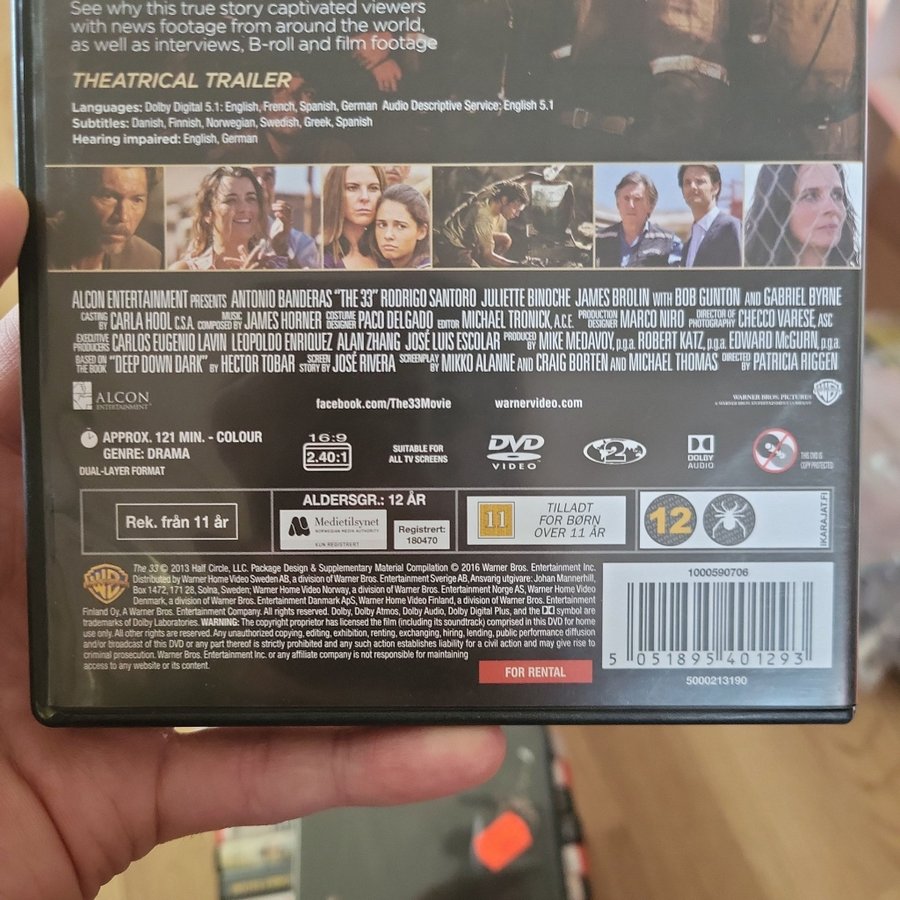 See why this true story captivated viewers
with news footage from around the world,
as well as interviews, B-roll and film footage
THEATRICAL TRAILER
Languages: Dolby Digital 5.1: English, French, Spanish, German Audio Descriptive Service: English 5.1
Subtitles: Danish, Finnish, Norwegian, Swedish, Greek, Spanish
Hearing impaired: English, German
ALCON ENTERTAINMENT PRESENTS ANTONIO BANDERAS "THE 33" RODRIGO SANTORO JULIETTE BINOCHE JAMES BROLIN WITH BOB GUNTON AND GABRIEL BYRNE
CASTING BY CARLA HOOL C.S.A. MUSIC COMPOSED BY JAMES HORNER COSTUME DESIGNER PACO DELGADO EDITOR MICHAEL TRONICK, A.C.E. PRODUCTION DESIGNER MARCO NIRO DIRECTOR OF PHOTOGRAPHY CHECCO VARESE, ASC
EXECUTIVE PRODUCERS CARLOS EUGENIO LAVIN LEOPOLDO ENRIQUEZ ALAN ZHANG JOSÉ LUIS ESCOLAR PRODUCED BY MIKE MEDAVOY, p.g.a. ROBERT KATZ, p.g.a. EDWARD McGURN, p.g.a.
BASED ON THE BOOK "DEEP DOWN DARK" BY HECTOR TOBAR SCREEN STORY BY JOSÉ RIVERA SCREENPLAY BY MIKKO ALANNE AND CRAIG BORTEN AND MICHAEL THOMAS DIRECTED BY PATRICIA RIGGEN
ALCON
ENTERTAINMENT
facebook.com/The33Movie
warnervideo.com
WARNER BROS. PICTURES
APPROX. 121 MIN. - COLOUR
GENRE: DRAMA
DUAL-LAYER FORMAT
16:9
2.40:1
SUITABLE FOR
ALL TV SCREENS
DVD
VIDEO
2
DOLBY
AUDIO
THIS DVD IS
COPY PROTECTED
Rek. från 11 år
ALDERSGR.: 12 ÅR
Medietilsynet
NORWEGIAN MEDIA AUTHORITY
KUN REGISTRERT
Registrert:
180470
11
TILLADT
FOR BØRN
OVER 11 ÅR
12
IKARAJAT.FI
The 33 © 2013 Half Circle, LLC. Package Design & Supplementary Material Compilation © 2016 Warner Bros. Entertainment Inc.
Distributed by Warner Home Video Sweden AB, a division of Warner Bros. Entertainment Sverige AB, Ansvarig utgivare: Johan Mannerhill,
Box 1472, 171 28, Solna, Sweden; Warner Home Video Norway, a division of Warner Bros. Entertainment Norge AS, Warner Home Video
Denmark, a division of Warner Bros. Entertainment Danmark ApS, Warner Home Video Finland, a division of Warner Bros. Entertainment
Finland Oy, A Warner Bros. Entertainment Company. All rights reserved. Dolby, Dolby Atmos, Dolby Audio, Dolby Digital Plus, and the symbol are
trademarks of Dolby Laboratories. WARNING: The copyright proprietor has licensed the film (including its soundtrack) comprised in this DVD for home
use only. All other rights are reserved. Any unauthorized copying, editing, exhibition, renting, exchanging, hiring, lending, public performance diffusion
and/or broadcast of this DVD or any part thereof is strictly prohibited and any such action establishes liability for a civil action and may give rise to
criminal prosecution. Warner Bros. Entertainment Inc. or any affiliate company is not responsible for maintaining
access to any website or its content.
FOR RENTAL
1000590706
5 051895 401293
5000213190